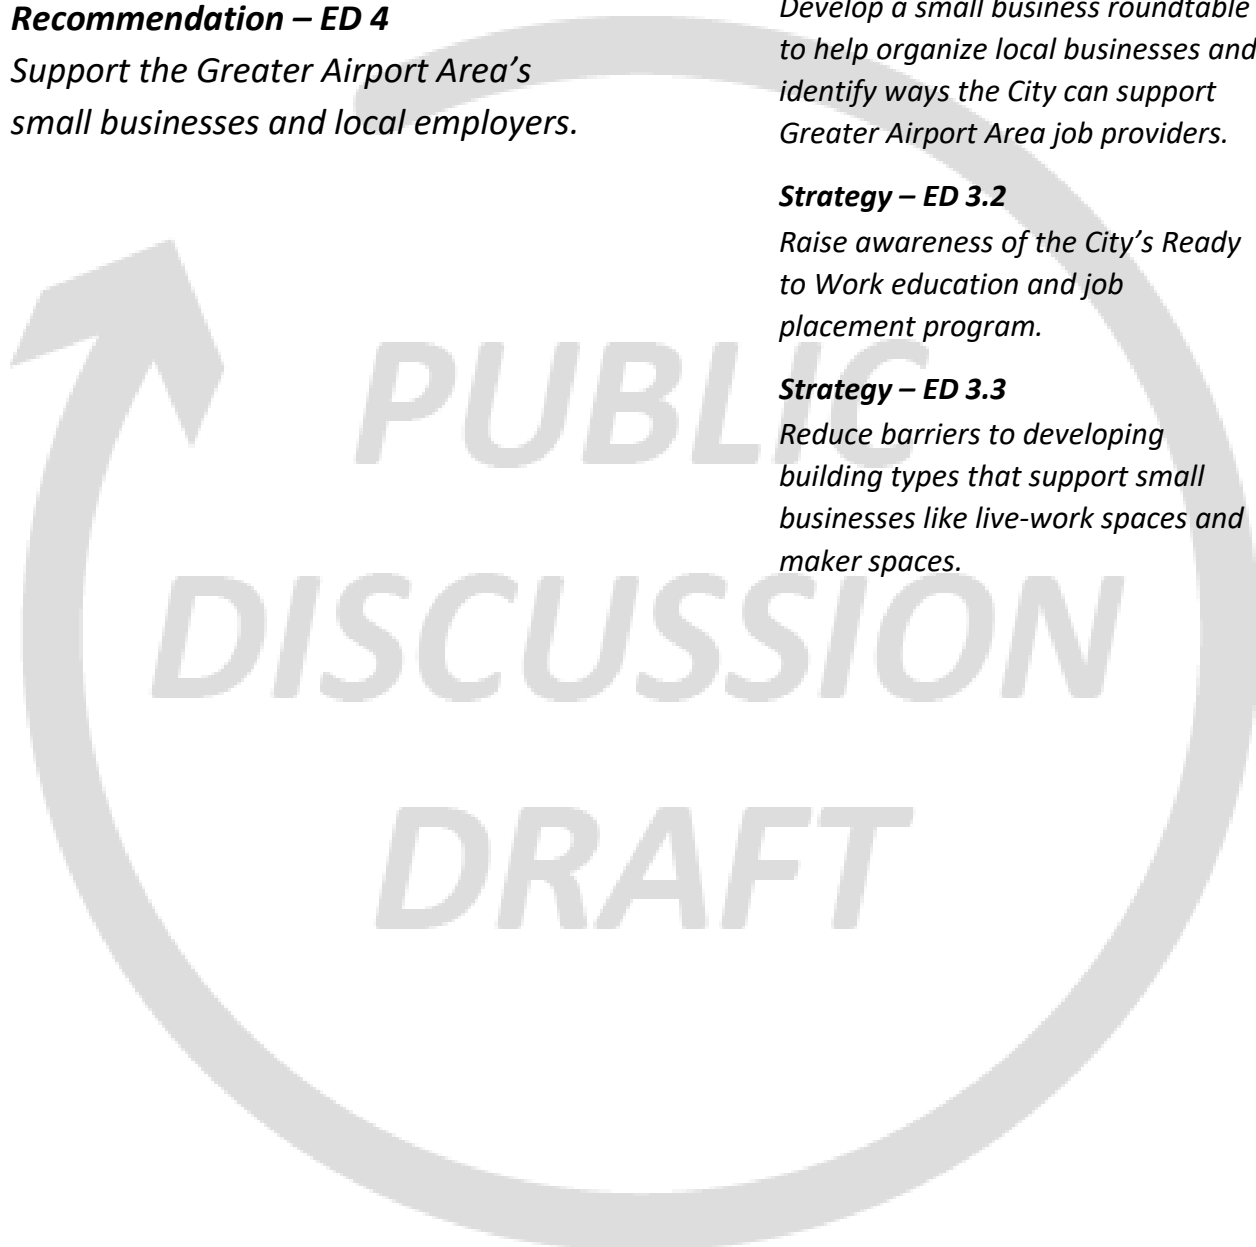 Recommendation – ED 4
Support the Greater Airport Area’s
small businesses and local employers.
Develop a small business roundtable
to help organize local businesses and
identify ways the City can support
Greater Airport Area job providers.
Strategy – ED 3.2
Raise awareness of the City’s Ready
to Work education and job
placement program.
Strategy – ED 3.3
Reduce barriers to developing
building types that support small
businesses like live-work spaces and
maker spaces.
PUBLIC
DISCUSSION
DRAFT